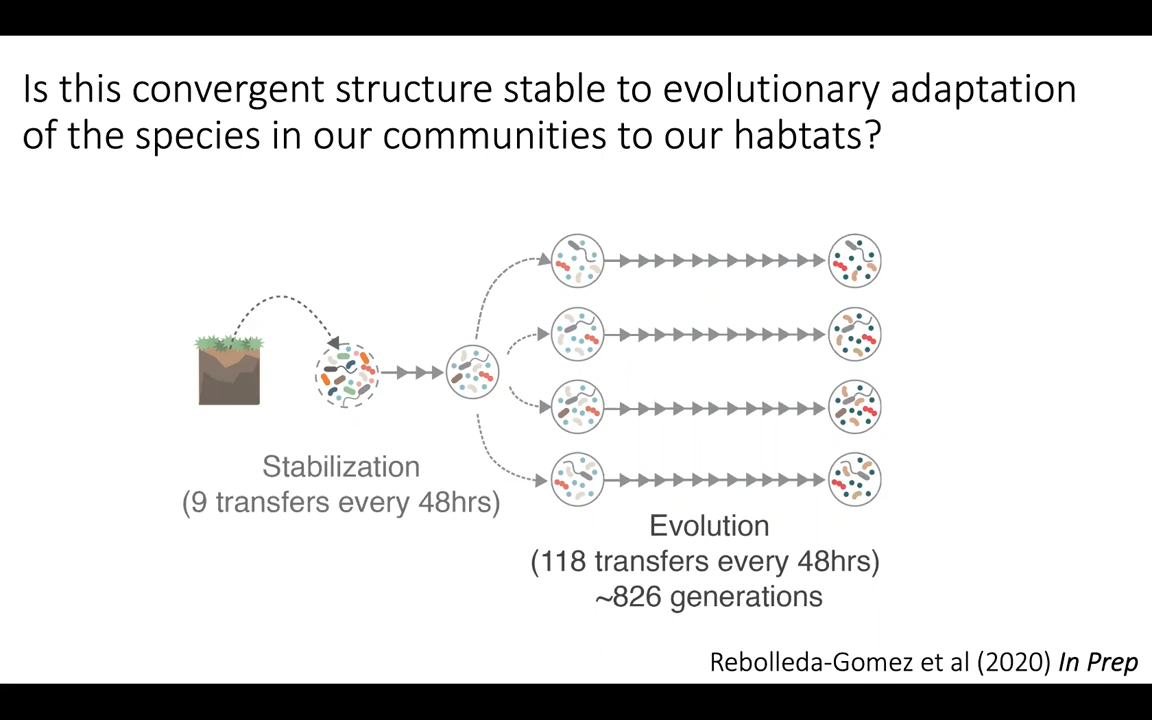 Is this convergent structure stable to evolutionary adaptation
of the species in our communities to our habtats?
Stabilization
(9 transfers every 48hrs)
Evolution
(118 transfers every 48hrs)
~826 generations
Rebolleda-Gomez et al (2020) In Prep